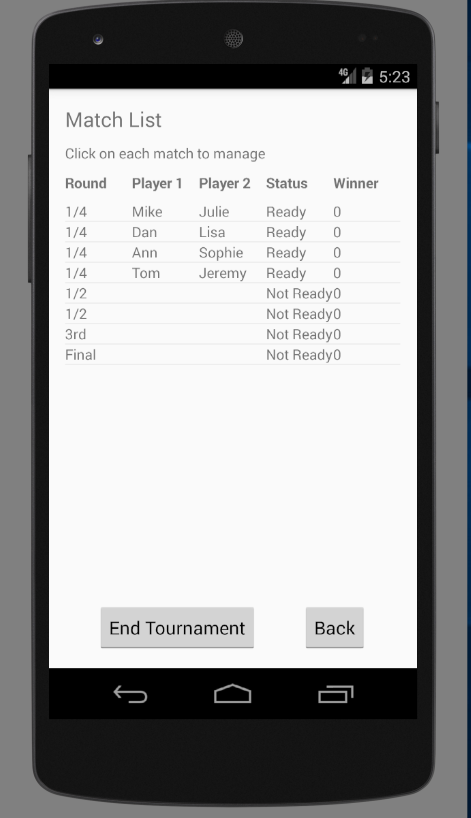 4G 5:23
Match List
Click on each match to manage
Round Player 1 Player 2 Status Winner
1/4 Mike Julie Ready 0
1/4 Dan Lisa Ready 0
1/4 Ann Sophie Ready 0
1/4 Tom Jeremy Ready 0
1/2 Not Ready 0
1/2 Not Ready 0
3rd Not Ready 0
Final Not Ready 0
End Tournament Back